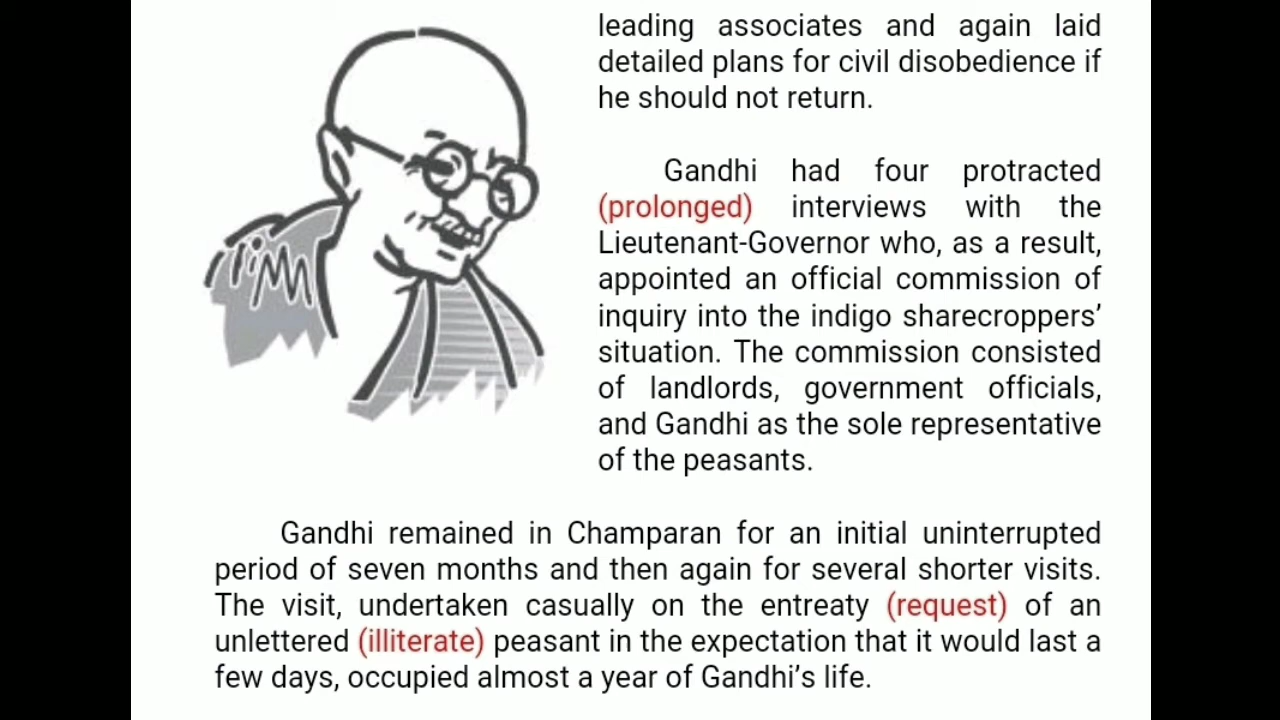 leading associates and again laid
detailed plans for civil disobedience if
he should not return.
Gandhi had four protracted
(prolonged) interviews with the
Lieutenant-Governor who, as a result,
appointed an official commission of
inquiry into the indigo sharecroppers’
situation. The commission consisted
of landlords, government officials,
and Gandhi as the sole representative
of the peasants.
Gandhi remained in Champaran for an initial uninterrupted
period of seven months and then again for several shorter visits.
The visit, undertaken casually on the entreaty (request) of an
unlettered (illiterate) peasant in the expectation that it would last a
few days, occupied almost a year of Gandhi’s life.